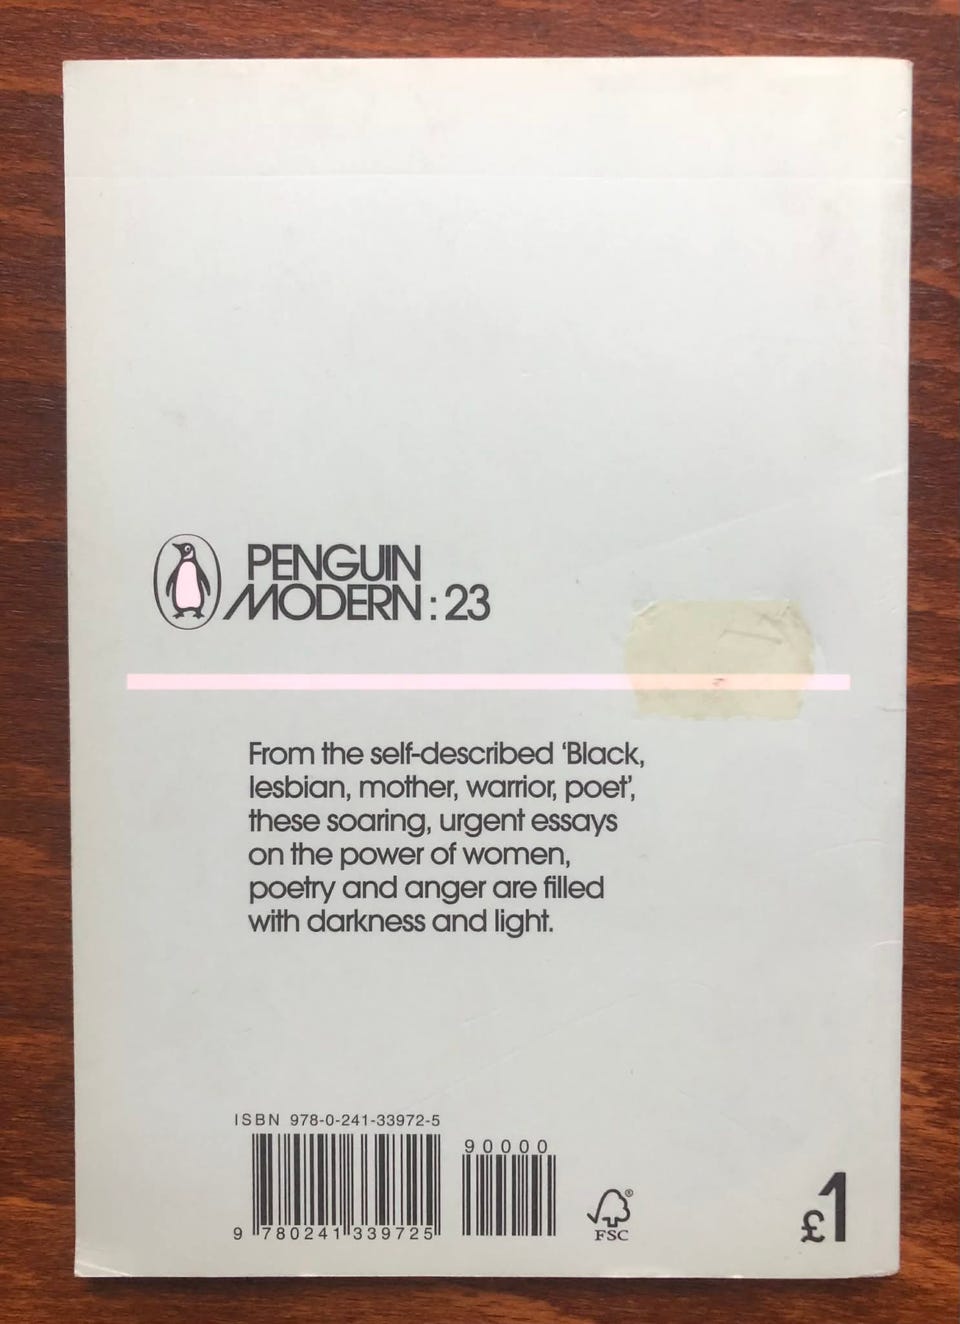 PENGUIN
MODERN : 23
From the self-described ‘Black,
lesbian, mother, warrior, poet’,
these soaring, urgent essays
on the power of women,
poetry and anger are filled
with darkness and light.
ISBN 978-0-241-33972-5
90000
9 780241 339725
FSC®
£1